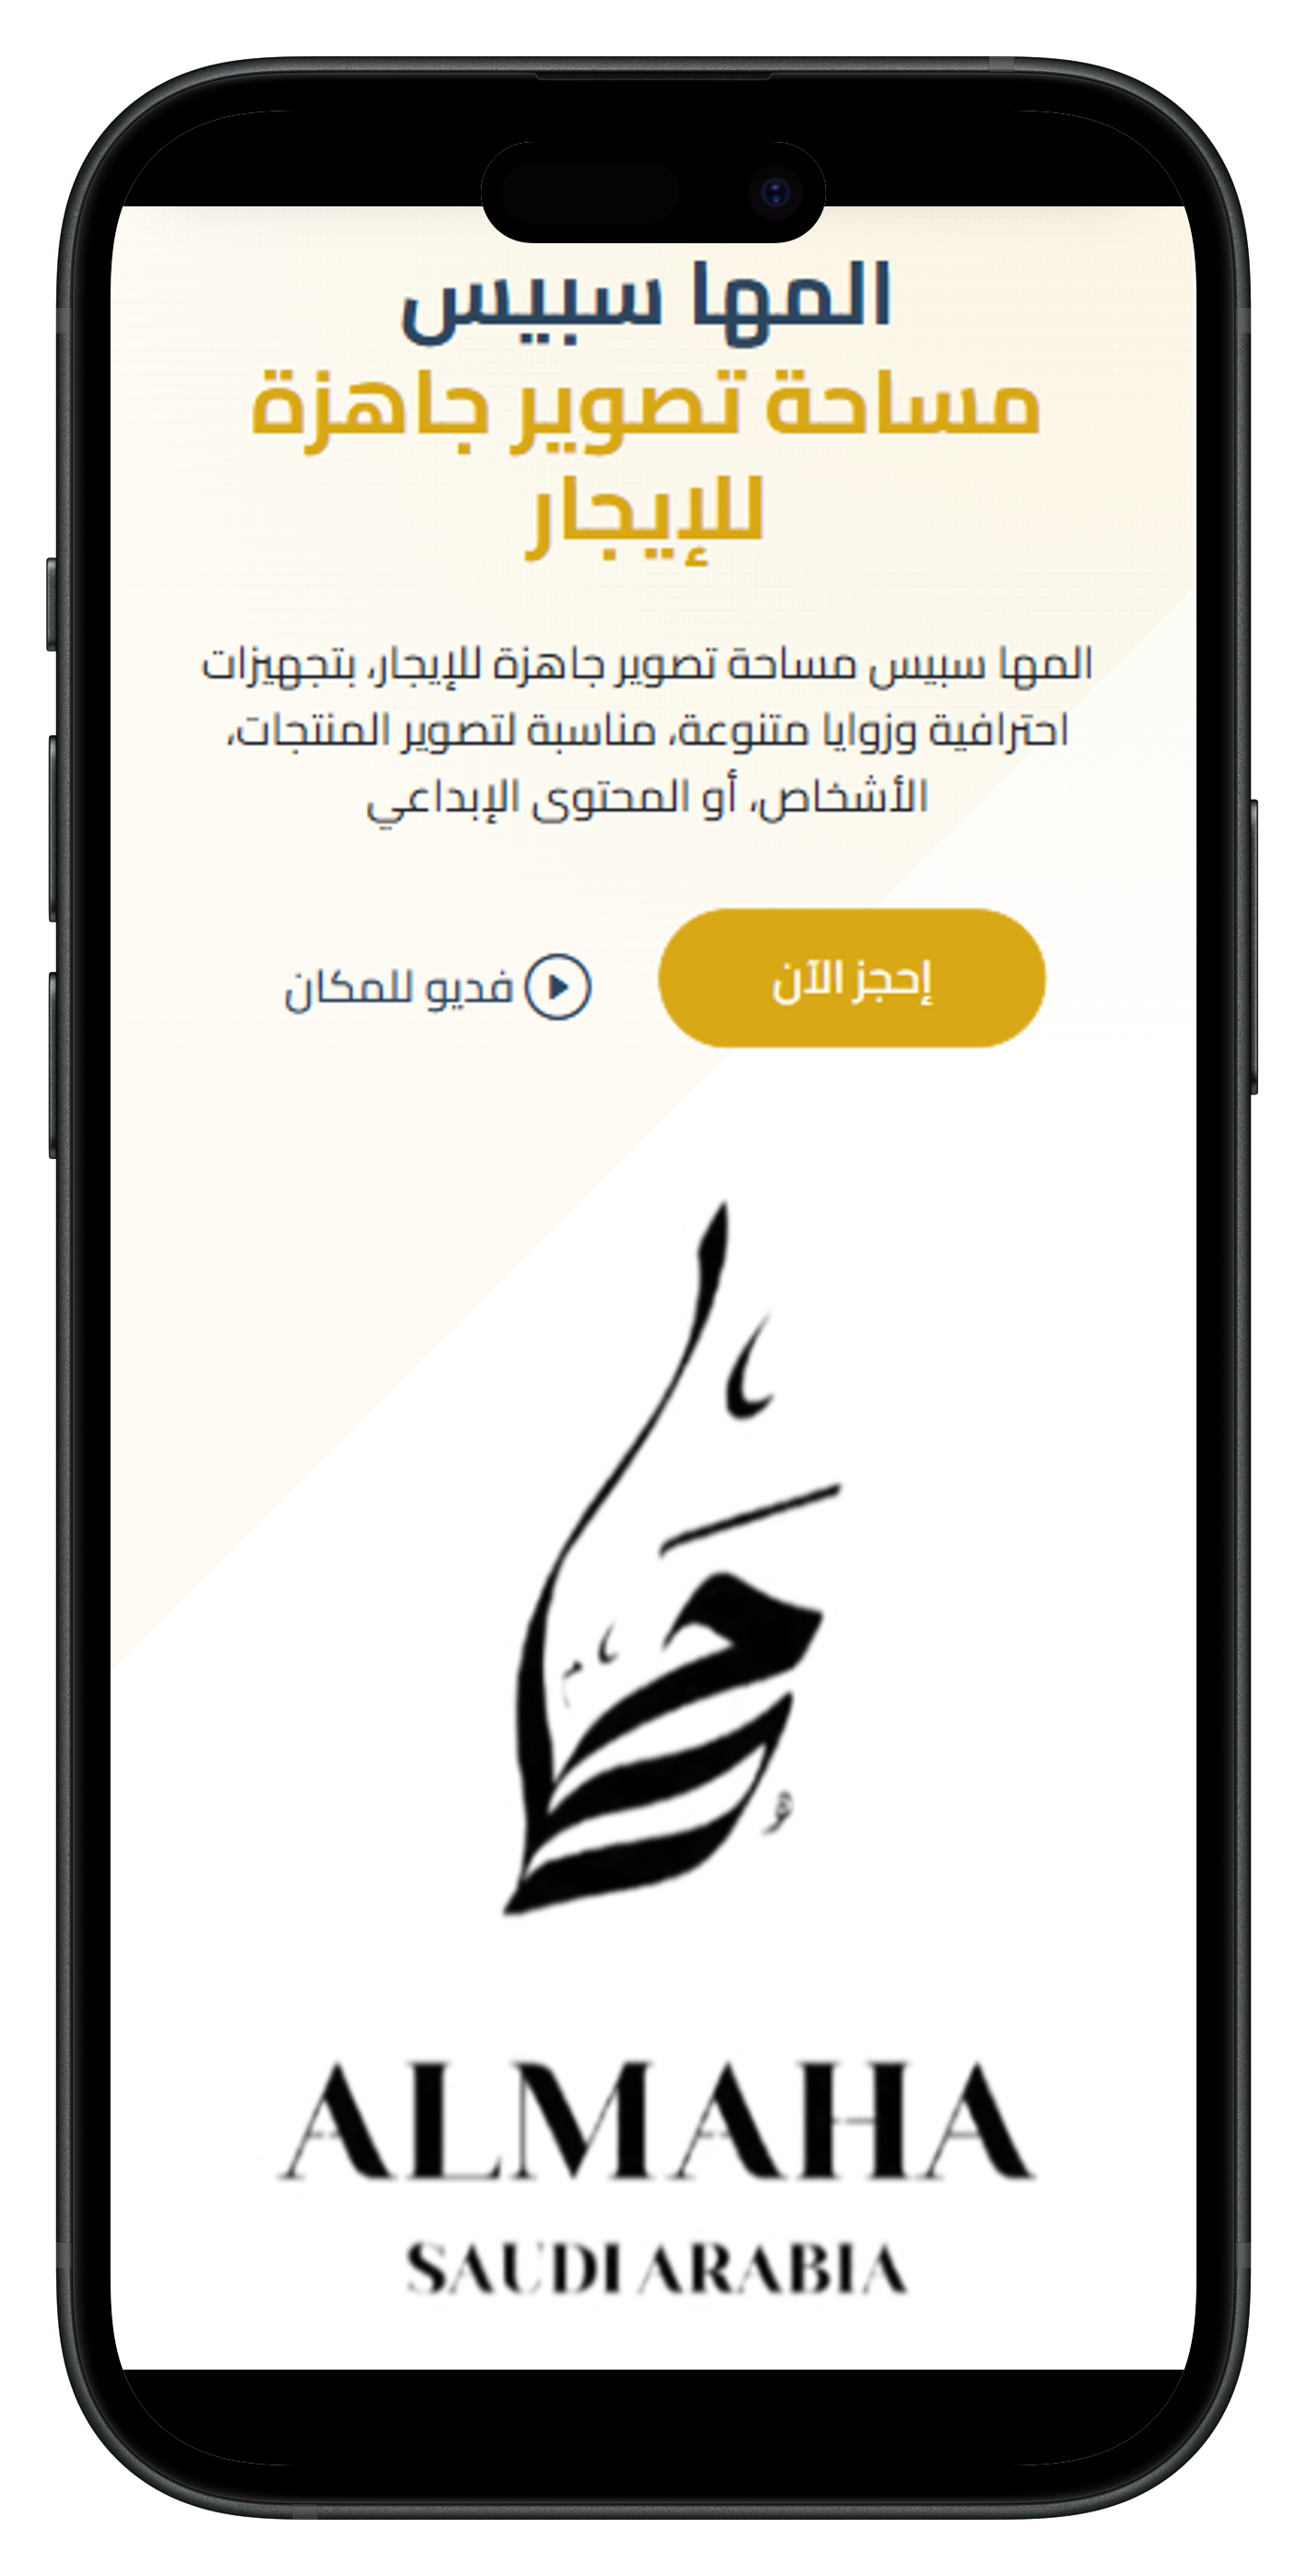 المها سبيس
مساحة تصوير جاهزة
للإيجار
المها سبيس مساحة تصوير جاهزة للإيجار، بتجهيزات
احترافية وزوايا متنوعة، مناسبة لتصوير المنتجات،
الأشخاص، أو المحتوى الإبداعي
إحجز الآن
فديو للمكان
ALMAHA
SAUDI ARABIA